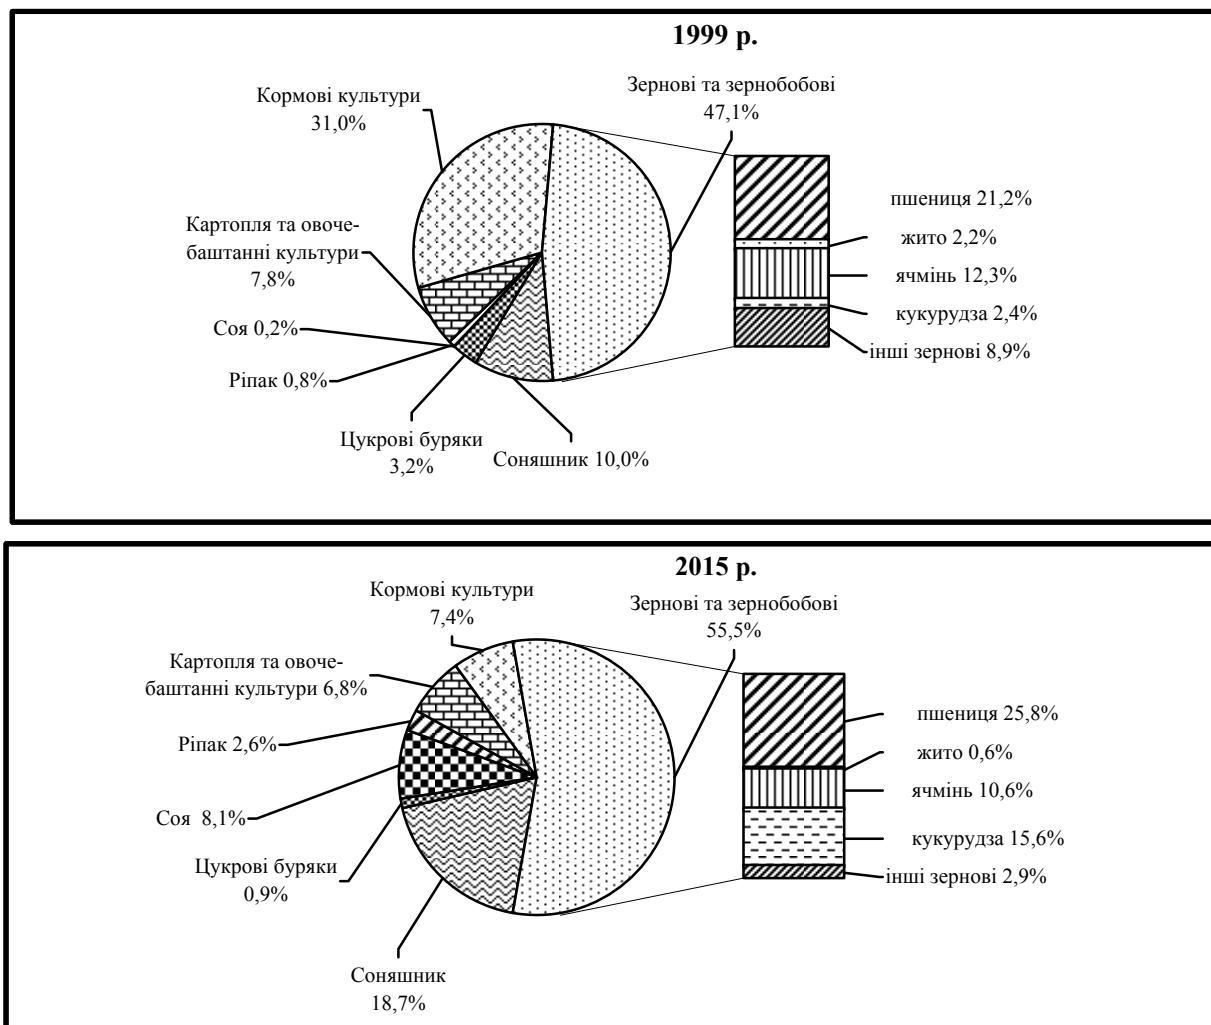 1999 р.
Зернові та зернобобові
47,1%
Кормові культури
31,0%
Картопля та овоче-
баштанні культури
7,8%
Соя 0,2%
Ріпак 0,8%
Цукрові буряки
3,2%
Соняшник 10,0%
пшениця 21,2%
жито 2,2%
ячмінь 12,3%
кукурудза 2,4%
інші зернові 8,9%
2015 р.
Зернові та зернобобові
55,5%
Кормові культури
7,4%
Картопля та овоче-
баштанні культури 6,8%
Ріпак 2,6%
Соя 8,1%
Цукрові буряки
0,9%
Соняшник
18,7%
пшениця 25,8%
жито 0,6%
ячмінь 10,6%
кукурудза 15,6%
інші зернові 2,9%